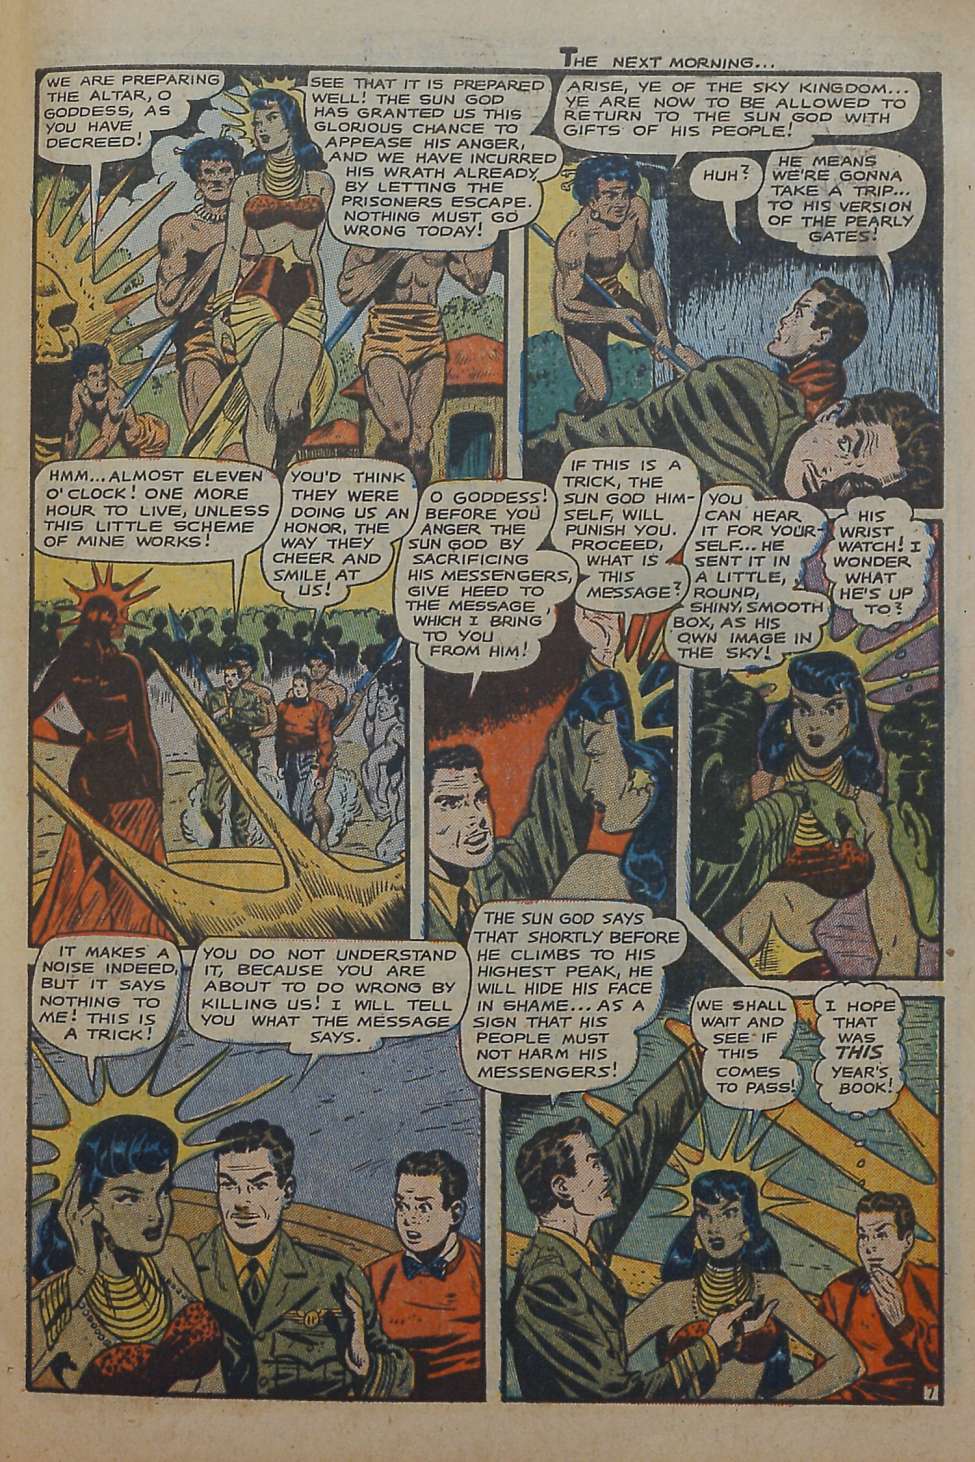 WE ARE PREPARING
THE ALTAR, O
GODDESS, AS
YOU HAVE
DECREED!
SEE THAT IT IS PREPARED
WELL! THE SUN GOD
HAS GRANTED US THIS
GLORIOUS CHANCE TO
APPEASE HIS ANGER,
AND WE HAVE INCURRED
HIS WRATH ALREADY
BY LETTING THE
PRISONERS ESCAPE.
NOTHING MUST GO
WRONG TODAY!
THE NEXT MORNING...
ARISE, YE OF THE SKY KINGDOM...
YE ARE NOW TO BE ALLOWED TO
RETURN TO THE SUN GOD WITH
GIFTS OF HIS PEOPLE!
HUH?
HE MEANS
WE'RE GONNA
TAKE A TRIP...
TO HIS VERSION
OF THE PEARLY
GATES!
HMM...ALMOST ELEVEN
O'CLOCK! ONE MORE
HOUR TO LIVE, UNLESS
THIS LITTLE SCHEME
OF MINE WORKS!
YOU'D THINK
THEY WERE
DOING US AN
HONOR, THE
WAY THEY
CHEER AND
SMILE AT
US!
O GODDESS!
BEFORE YOU
ANGER THE
SUN GOD BY
SACRIFICING
HIS MESSENGERS,
GIVE HEED TO
THE MESSAGE
WHICH I BRING
TO YOU
FROM HIM!
IF THIS IS A
TRICK, THE
SUN GOD HIM-
SELF, WILL
PUNISH YOU.
PROCEED,
WHAT IS
THIS
MESSAGE?
YOU
CAN HEAR
IT FOR YOUR-
SELF... HE
SENT IT IN
A LITTLE,
ROUND,
SHINY, SMOOTH
BOX, AS HIS
OWN IMAGE IN
THE SKY!
HIS
WRIST
WATCH! I
WONDER
WHAT
HE'S UP
TO?
IT MAKES A
NOISE INDEED,
BUT IT SAYS
NOTHING TO
ME! THIS IS
A TRICK!
YOU DO NOT UNDERSTAND
IT, BECAUSE YOU ARE
ABOUT TO DO WRONG BY
KILLING US! I WILL TELL
YOU WHAT THE MESSAGE
SAYS.
THE SUN GOD SAYS
THAT SHORTLY BEFORE
HE CLIMBS TO HIS
HIGHEST PEAK, HE
WILL HIDE HIS FACE
IN SHAME... AS A
SIGN THAT HIS
PEOPLE MUST
NOT HARM HIS
MESSENGERS!
WE SHALL
WAIT AND
SEE IF
THIS
COMES
TO PASS!
I HOPE
THAT
WAS
THIS
YEAR'S
BOOK!
7